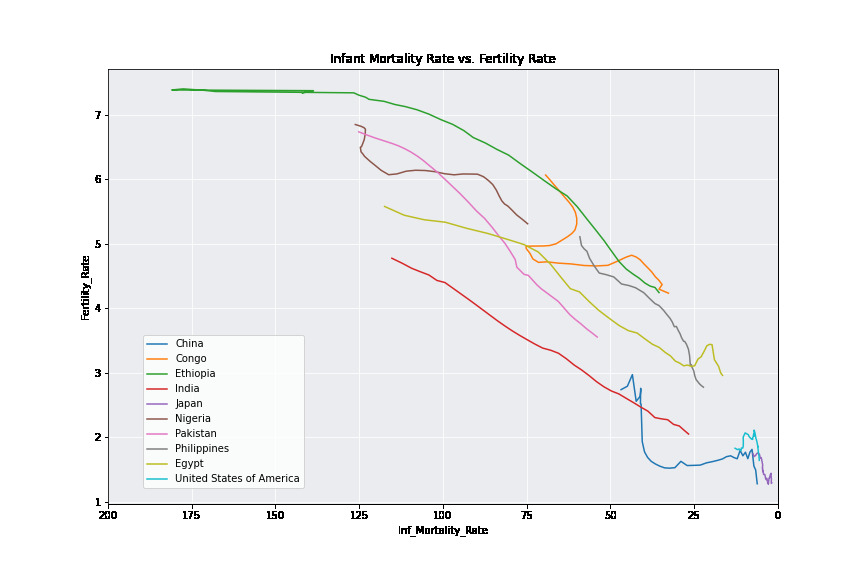 Infant Mortality Rate vs. Fertility Rate
7
6
5
4
3
2
1
Fertility_Rate
China
Congo
Ethiopia
India
Japan
Nigeria
Pakistan
Philippines
Egypt
United States of America
200 175 150 125 100 75 50 25 0
Inf_Mortality_Rate